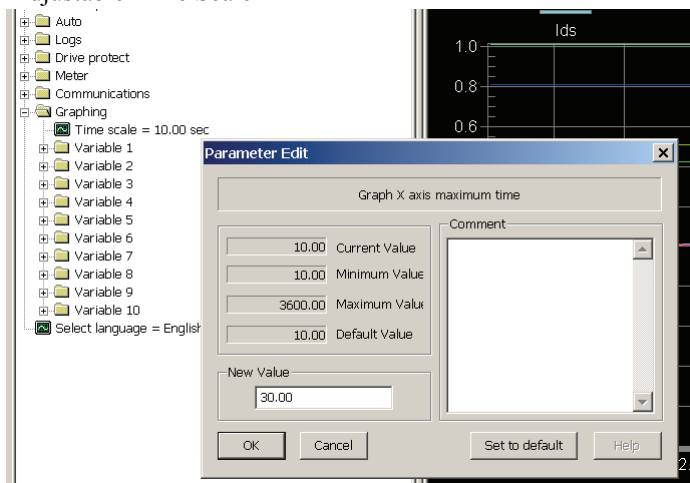 Auto
Logs
Drive protect
Meter
Communications
Graphing
Time scale = 10.00 sec
Variable 1
Variable 2
Variable 3
Variable 4
Variable 5
Variable 6
Variable 7
Variable 8
Variable 9
Variable 10
Select language = English
Ids
1.0
0.8
0.6
Parameter Edit
Graph X axis maximum time
10.00 Current Value
10.00 Minimum Value
3600.00 Maximum Value
10.00 Default Value
Comment
New Value
30.00
OK
Cancel
Set to default
Help
2.